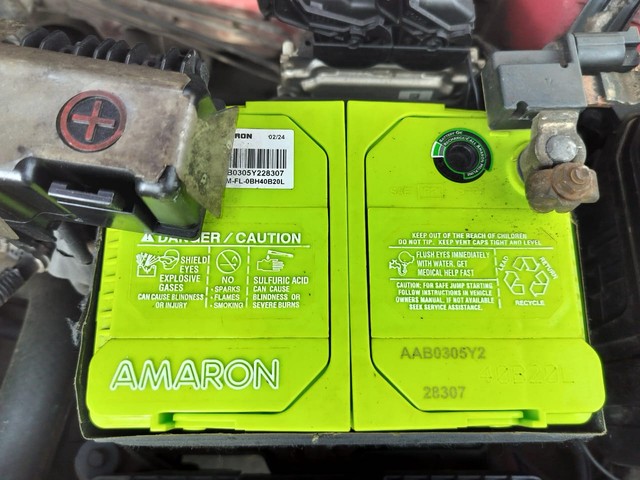 02/24
B0305Y228307
M-FL-0BH40B20L
DANGER / CAUTION
SHIELD
EYES
EXPLOSIVE
GASES
CAN CAUSE BLINDNESS
OR INJURY
NO
•SPARKS
•FLAMES
•SMOKING
SULFURIC ACID
CAN CAUSE
BLINDNESS OR
SEVERE BURNS
AMARON
KEEP OUT OF THE REACH OF CHILDREN
DO NOT TIP. KEEP VENT CAPS TIGHT AND LEVEL
FLUSH EYES IMMEDIATELY
WITH WATER, GET
MEDICAL HELP FAST
CAUTION: FOR SAFE JUMP STARTING
FOLLOW INSTRUCTIONS IN VEHICLE
OWNERS MANUAL. IF NOT AVAILABLE
SEEK SERVICE ASSISTANCE.
LEAD
RETURN
RECYCLE
AAB0305Y2
28307
40B20L